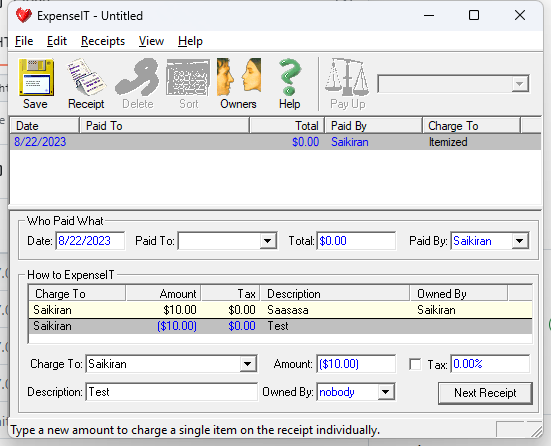 ExpenseIT - Untitled
File Edit Receipts View Help
Save Receipt Delete Sort Owners Help Pay Up
Date Paid To Total Paid By Charge To
8/22/2023 $0.00 Saikiran Itemized
Who Paid What
Date: 8/22/2023 Paid To: Total: $0.00 Paid By: Saikiran
How to ExpenseIT
Charge To Amount Tax Description Owned By
Saikiran $10.00 $0.00 Saasasa Saikiran
Saikiran ($10.00) $0.00 Test
Charge To: Saikiran Amount: ($10.00) Tax: 0.00%
Description: Test Owned By: nobody Next Receipt
Type a new amount to charge a single item on the receipt individually.